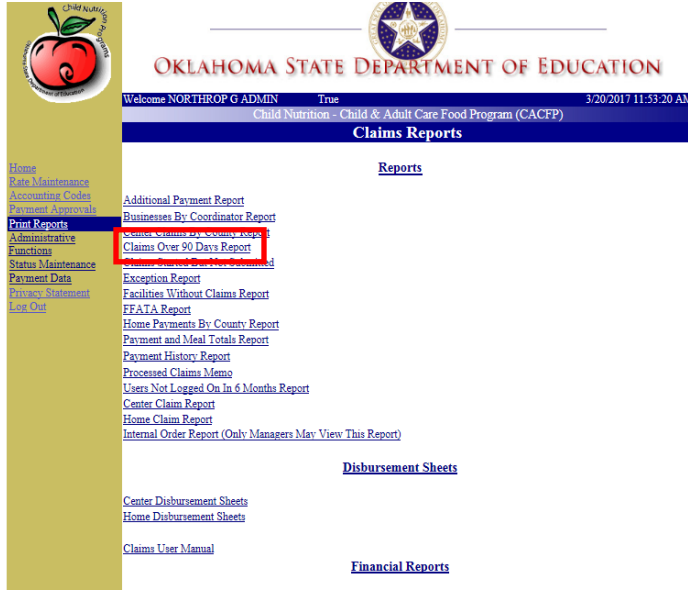 Child Nutrition
Programs
OKLAHOMA STATE DEPARTMENT OF EDUCATION
Welcome NORTHROP G ADMIN True 3/20/2017 11:53:20 AM
Child Nutrition - Child & Adult Care Food Program (CACFP)
Claims Reports
Home
Rate Maintenance
Accounting Codes
Payment Approvals
Print Reports
Administrative
Functions
Status Maintenance
Payment Data
Privacy Statement
Log Out
Reports
Additional Payment Report
Businesses By Coordinator Report
Center Claims By County Report
Claims Over 90 Days Report
Claims Started But Not Submitted
Exception Report
Facilities Without Claims Report
FFATA Report
Home Payments By County Report
Payment and Meal Totals Report
Payment History Report
Processed Claims Memo
Users Not Logged On In 6 Months Report
Center Claim Report
Home Claim Report
Internal Order Report (Only Managers May View This Report)
Disbursement Sheets
Center Disbursement Sheets
Home Disbursement Sheets
Claims User Manual
Financial Reports